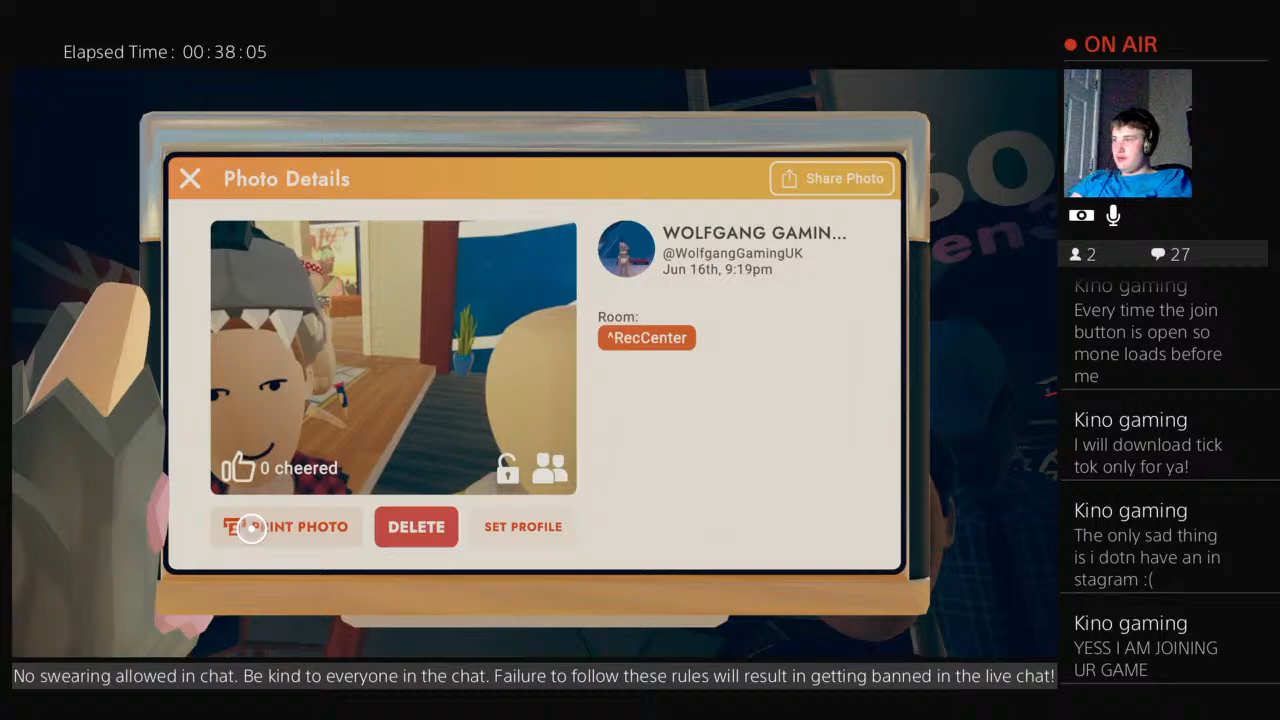 Elapsed Time: 00:38:05
ON AIR
Photo Details
Share Photo
WOLFGANG GAMIN...
@WolfgangGamingUK
Jun 16th, 9:19pm
Room:
^RecCenter
0 cheered
PRINT PHOTO
DELETE
SET PROFILE
2
27
Kino gaming
Every time the join
button is open so
mone loads before
me
Kino gaming
I will download tick
tok only for ya!
Kino gaming
The only sad thing
is i dotn have an in
stagram :(
Kino gaming
YESS I AM JOINING
UR GAME
No swearing allowed in chat. Be kind to everyone in the chat. Failure to follow these rules will result in getting banned in the live chat!